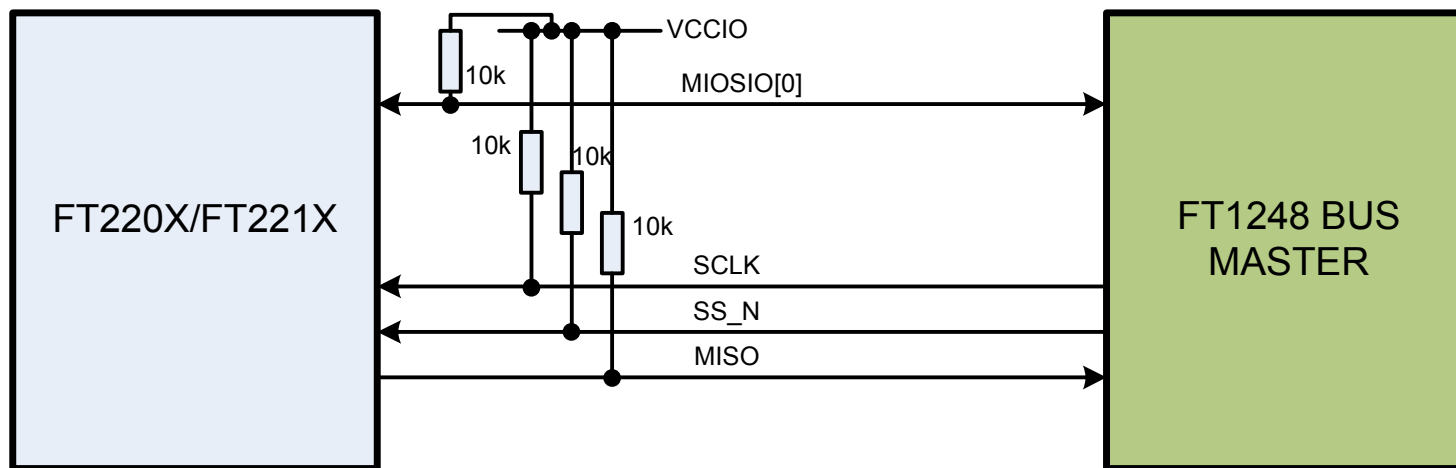 VCCIO
10k
MIOSIO[0]
10k
10k
FT220X/FT221X
10k
FT1248 BUS
MASTER
SCLK
SS_N
MISO